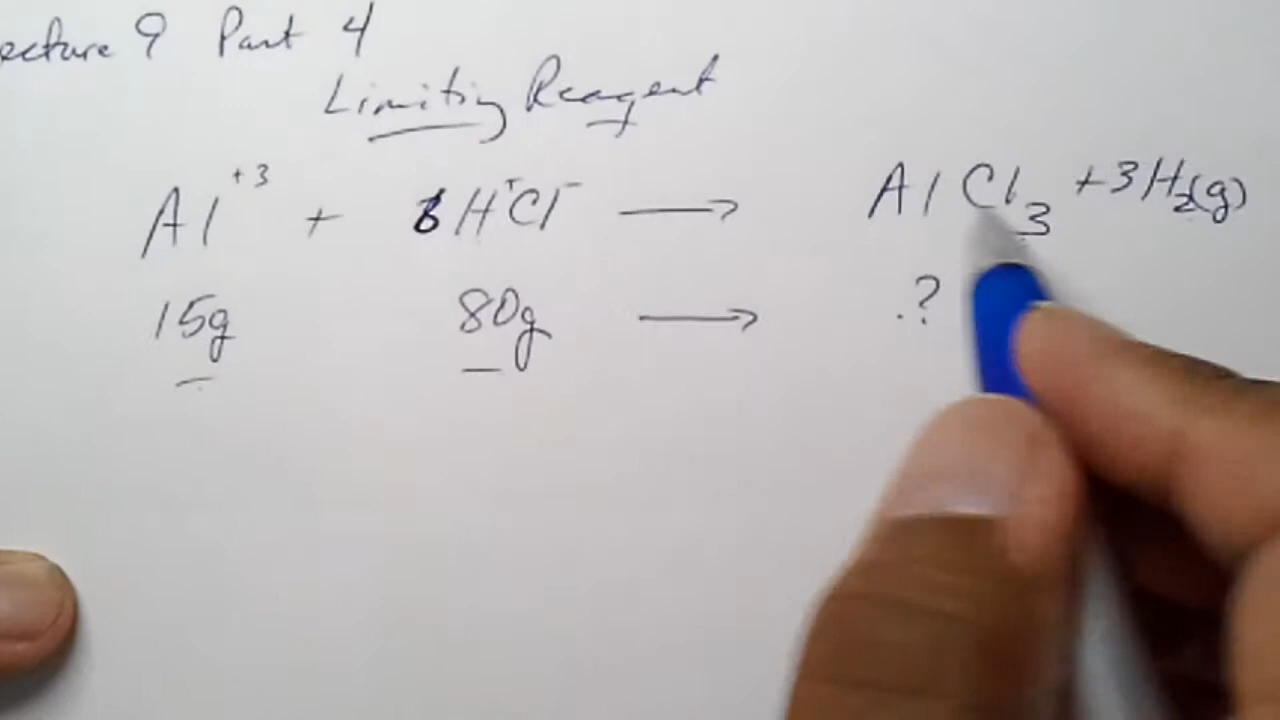 ecture 9 Part 4
Limiting Reagent
Al⁺³ + 6H⁺Cl⁻ → AlCl₃ + 3H₂(g)
15g 80g → ?